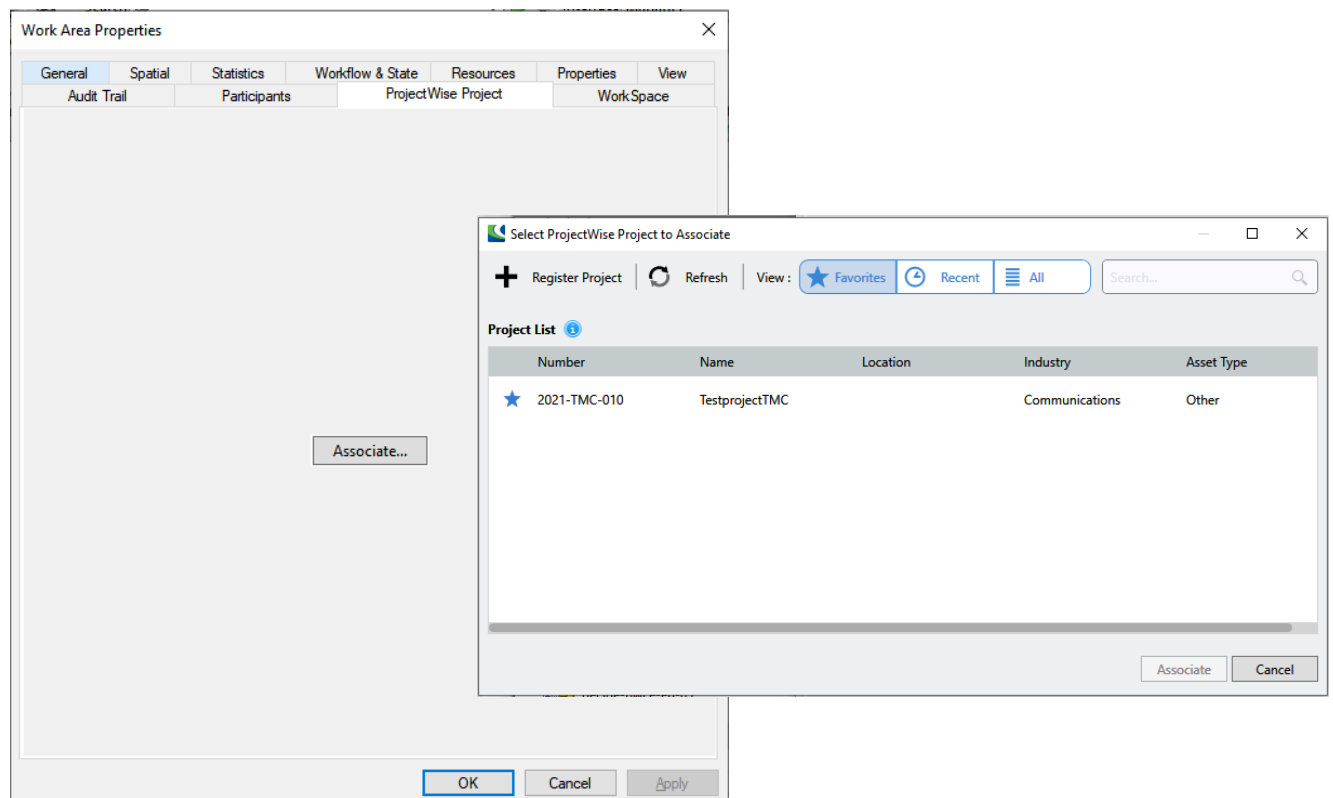 Work Area Properties
General Spatial Statistics Workflow & State Resources Properties View
Audit Trail Participants ProjectWise Project WorkSpace
Associate...
OK Cancel Apply
Select ProjectWise Project to Associate
Register Project Refresh View : Favorites Recent All Search...
Project List
Number Name Location Industry Asset Type
2021-TMC-010 TestprojectTMC Communications Other
Associate Cancel